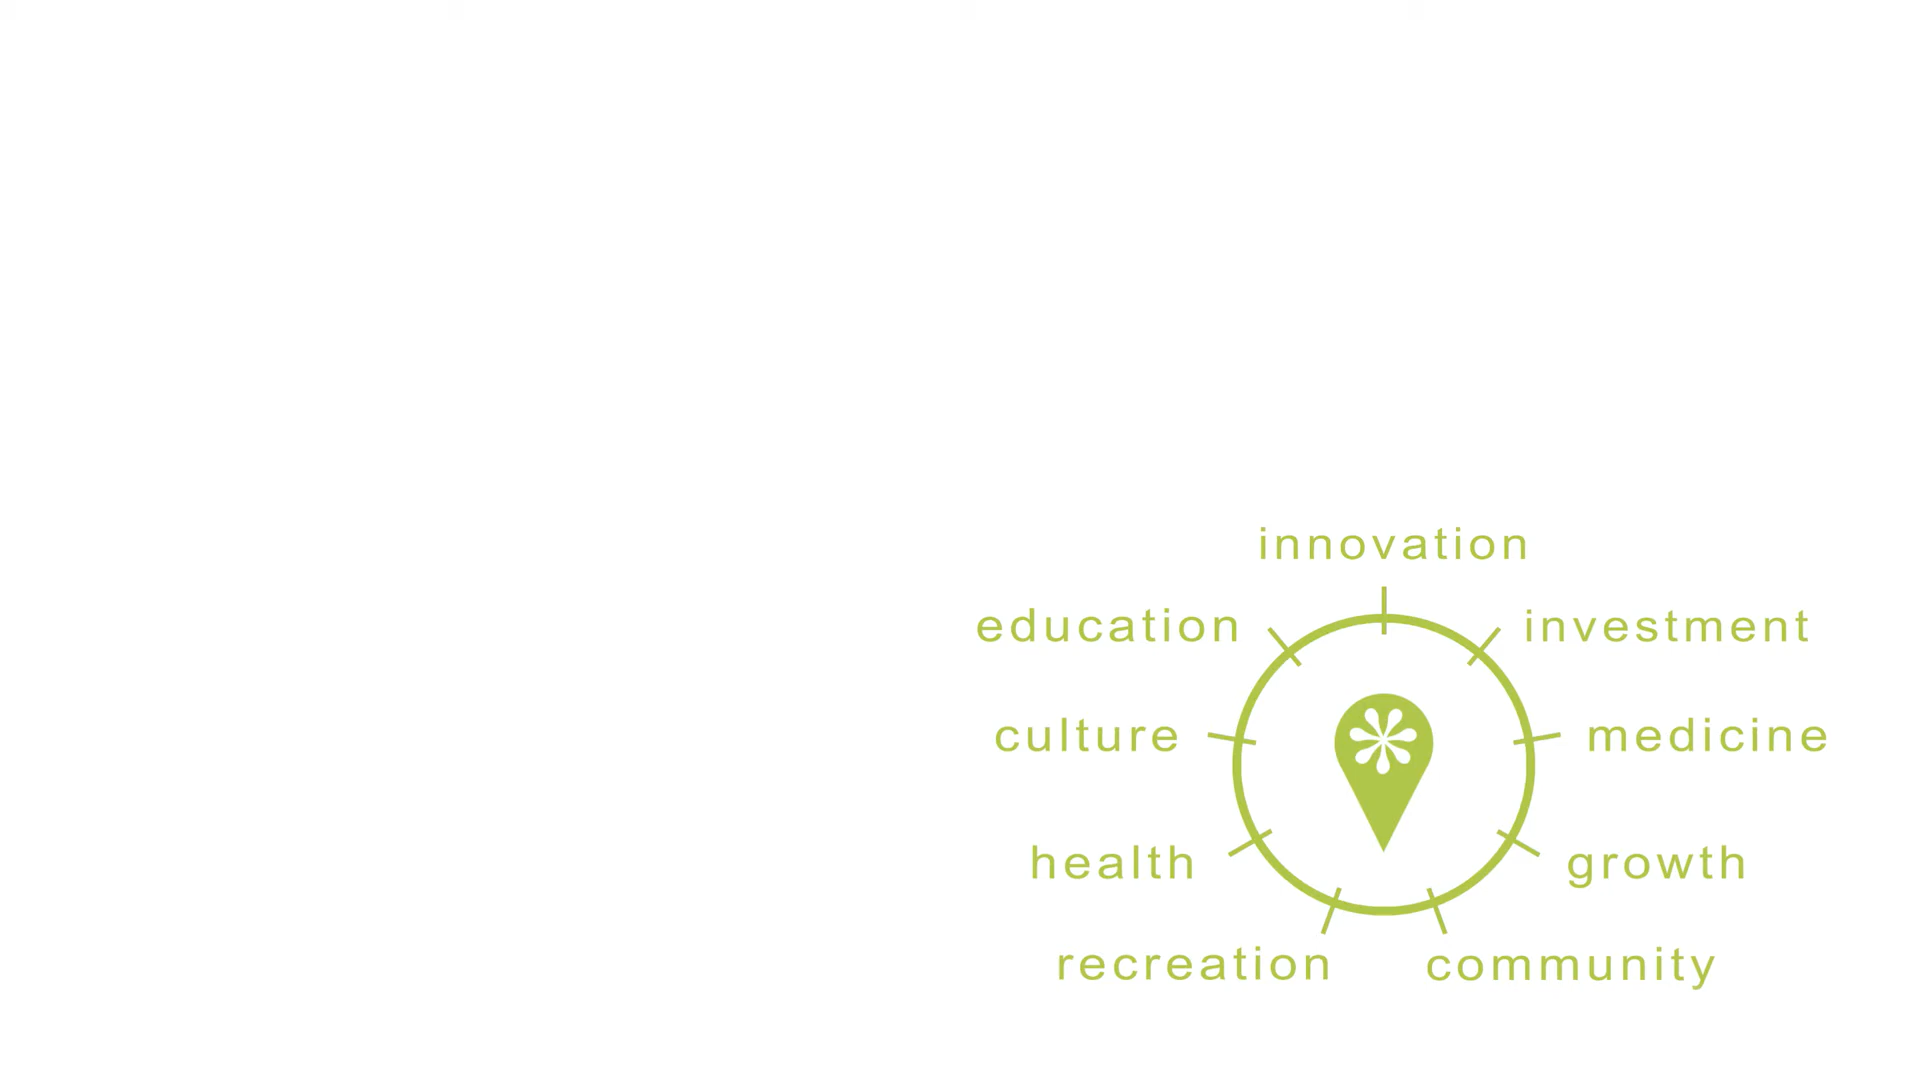 innovation
education
investment
culture
medicine
health
growth
recreation
community